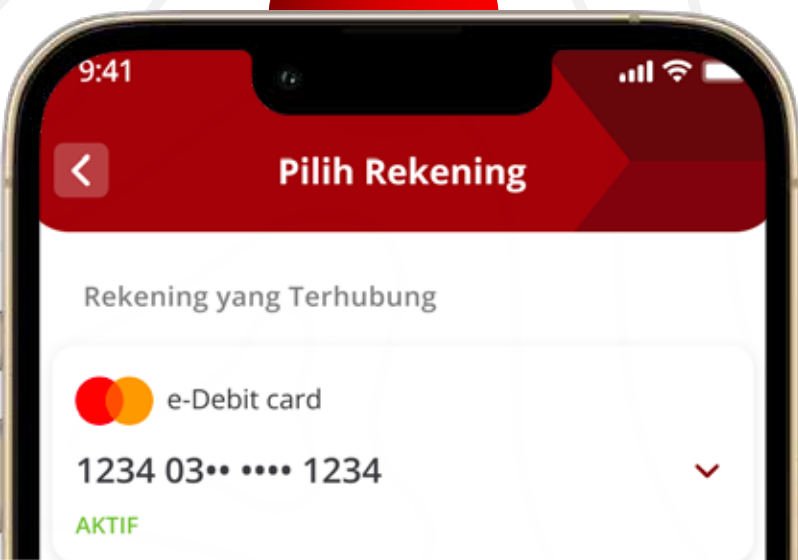 9:41
Pilih Rekening
Rekening yang Terhubung
e-Debit card
1234 03•• •••• 1234
AKTIF